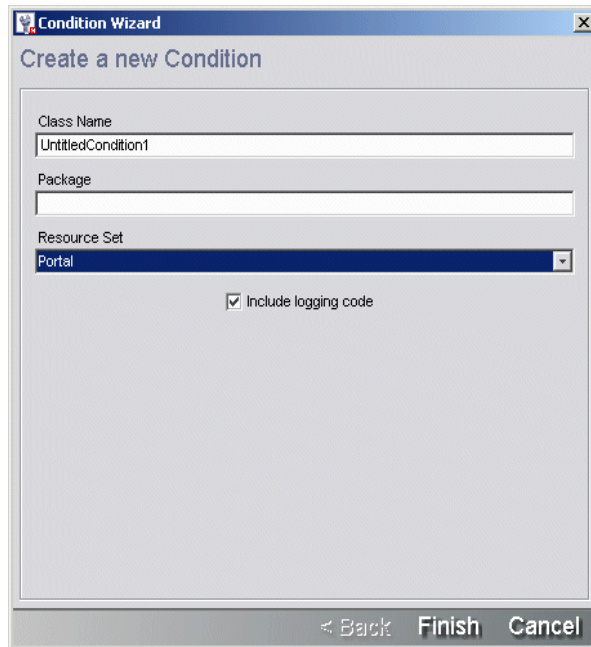 Condition Wizard
Create a new Condition
Class Name
UntitledCondition1
Package
Resource Set
Portal
Include logging code
< Back Finish Cancel